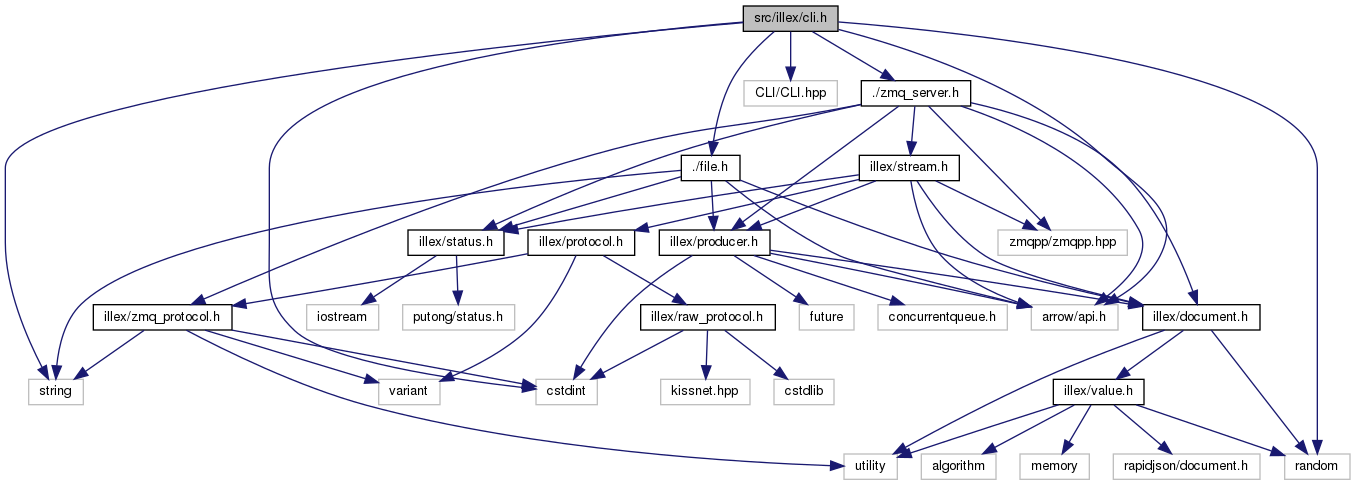 src/illex/cli.h
CLI/CLI.hpp
./zmq_server.h
./file.h
illex/stream.h
illex/status.h
illex/protocol.h
illex/producer.h
zmqpp/zmqpp.hpp
illex/zmq_protocol.h
iostream
putong/status.h
illex/raw_protocol.h
future
concurrentqueue.h
arrow/api.h
illex/document.h
string
variant
cstdint
kissnet.hpp
cstdlib
illex/value.h
utility
algorithm
memory
rapidjson/document.h
random